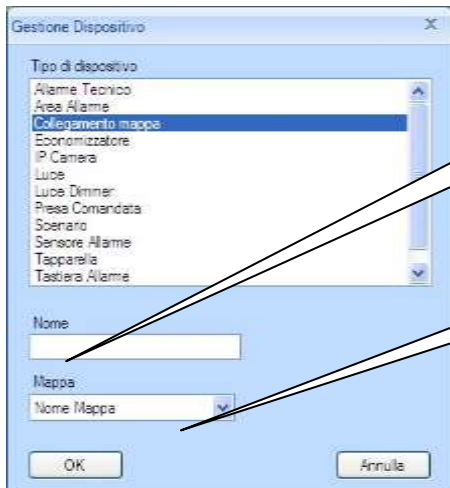 Gestione Dispositivo
Tipo di dispositivo
Allarme Tecnico
Area Allarme
Collegamento mappa
Economizzatore
IP Camera
Luce
Luce Dimmer
Presa Comandata
Scenario
Sensore Allarme
Tapparella
Tastiera Allarme
Nome
Mappa
Nome Mappa
OK
Annulla